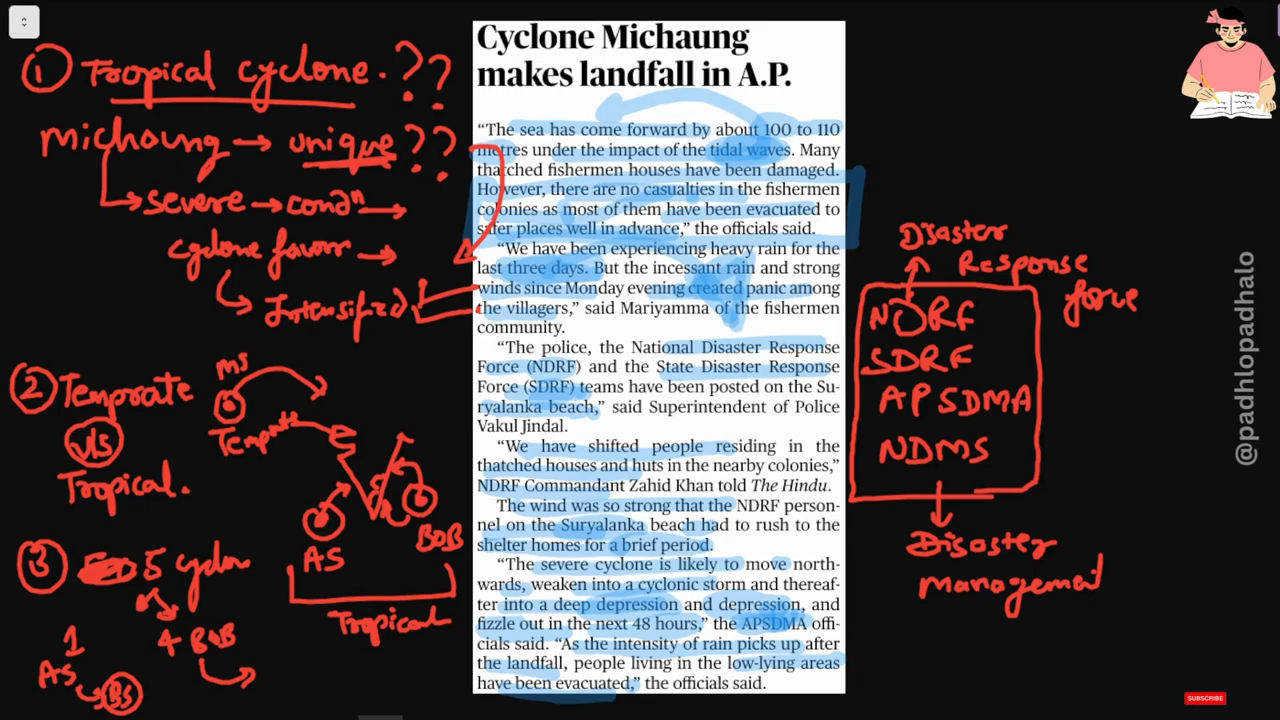 ① Tropical cyclone. ??
michaung → unique ??
→ severe → condn →
cyclone favor →
→ Intensified
② Temprate
v/s
Tropical.
MS
Temprate
AS
BOB
Tropical
③ 5 cyclon
1
AS
4 BOB
Cyclone Michaung
makes landfall in A.P.
“The sea has come forward by about 100 to 110
metres under the impact of the tidal waves. Many
thatched fishermen houses have been damaged.
However, there are no casualties in the fishermen
colonies as most of them have been evacuated to
safer places well in advance,” the officials said.
“We have been experiencing heavy rain for the
last three days. But the incessant rain and strong
winds since Monday evening created panic among
the villagers,” said Mariyamma of the fishermen
community.
“The police, the National Disaster Response
Force (NDRF) and the State Disaster Response
Force (SDRF) teams have been posted on the Su-
ryalanka beach,” said Superintendent of Police
Vakul Jindal.
“We have shifted people residing in the
thatched houses and huts in the nearby colonies,”
NDRF Commandant Zahid Khan told The Hindu.
The wind was so strong that the NDRF person-
nel on the Suryalanka beach had to rush to the
shelter homes for a brief period.
“The severe cyclone is likely to move north-
wards, weaken into a cyclonic storm and thereaf-
ter into a deep depression and depression, and
fizzle out in the next 48 hours,” the APSDMA offi-
cials said. “As the intensity of rain picks up after
the landfall, people living in the low-lying areas
have been evacuated,” the officials said.
Disaster
Response
force
NDRF
SDRF
APSDMA
NDMS
Disaster
management
@padhlopadhalo
SUBSCRIBE